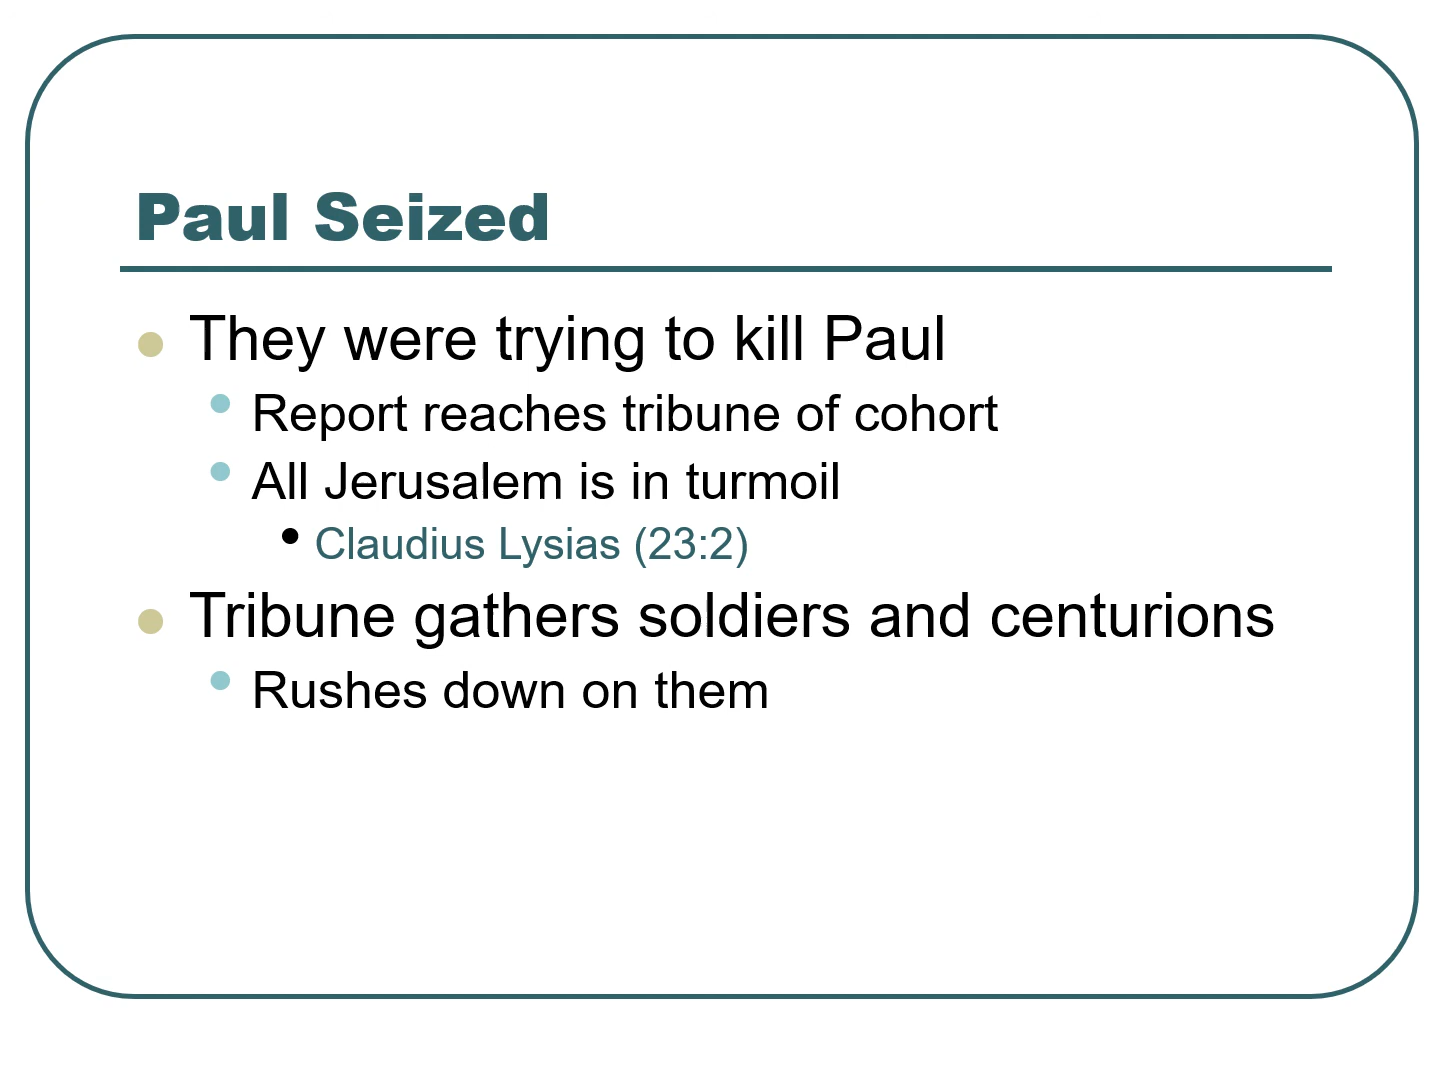 Paul Seized
They were trying to kill Paul
Report reaches tribune of cohort
All Jerusalem is in turmoil
Claudius Lysias (23:2)
Tribune gathers soldiers and centurions
Rushes down on them